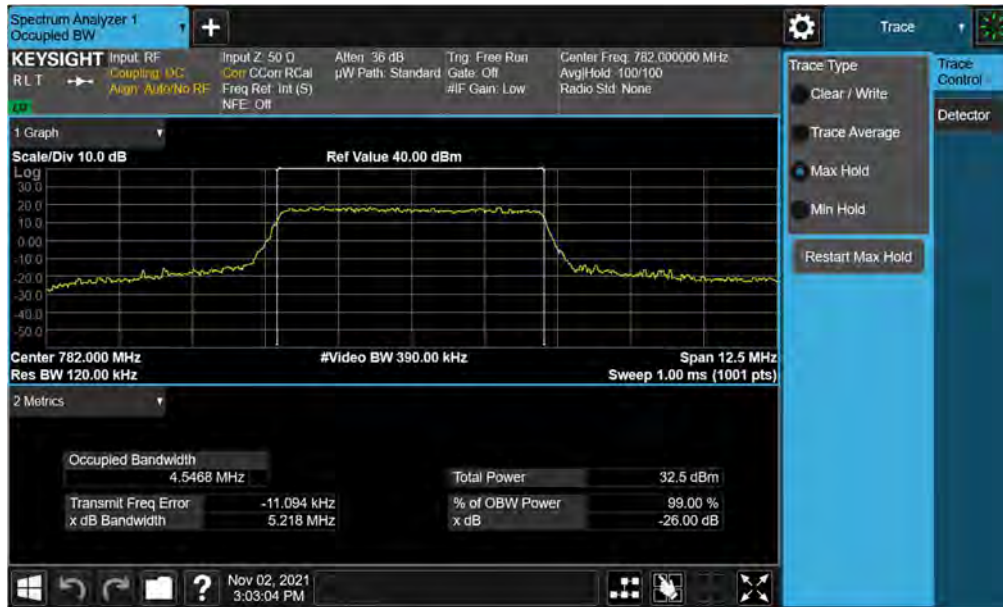 Spectrum Analyzer 1
Occupied BW
+
Trace
KEYSIGHT
RLT
Input: RF
Coupling: DC
Align: Auto/No RF
Input Z: 50 Ω
Corr CCorr RCal
Freq Ref: Int (S)
NFE: Off
Atten: 36 dB
µW Path: Standard
Trig: Free Run
Gate: Off
#IF Gain: Low
Center Freq: 782.000000 MHz
Avg|Hold: 100/100
Radio Std: None
1 Graph
Scale/Div 10.0 dB
Ref Value 40.00 dBm
Log
30.0
20.0
10.0
0.00
-10.0
-20.0
-30.0
-40.0
-50.0
Center 782.000 MHz
#Video BW 390.00 kHz
Span 12.5 MHz
Res BW 120.00 kHz
Sweep 1.00 ms (1001 pts)
2 Metrics
Occupied Bandwidth
4.5468 MHz
Total Power 32.5 dBm
Transmit Freq Error -11.094 kHz
% of OBW Power 99.00 %
x dB Bandwidth 5.218 MHz
x dB -26.00 dB
Trace Type
Clear / Write
Trace Average
Max Hold
Min Hold
Restart Max Hold
Trace
Control
Detector
?
Nov 02, 2021
3:03:04 PM